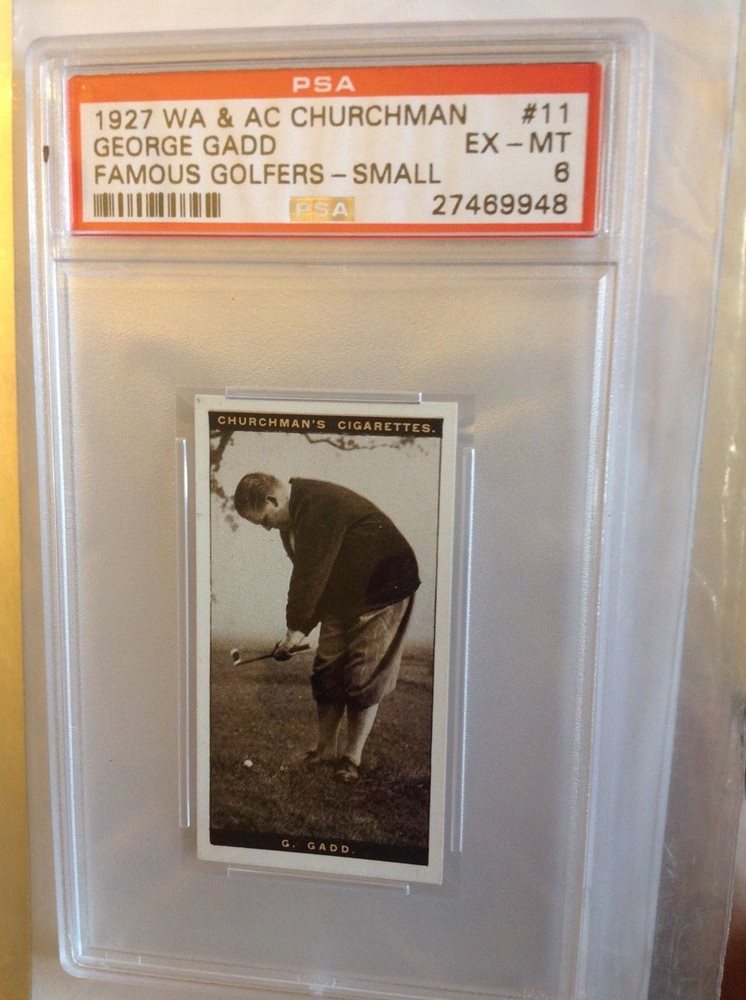 PSA
1927 WA & AC CHURCHMAN #11
GEORGE GADD EX - MT
FAMOUS GOLFERS - SMALL 6
PSA 27469948
CHURCHMAN'S CIGARETTES.
G. GADD.